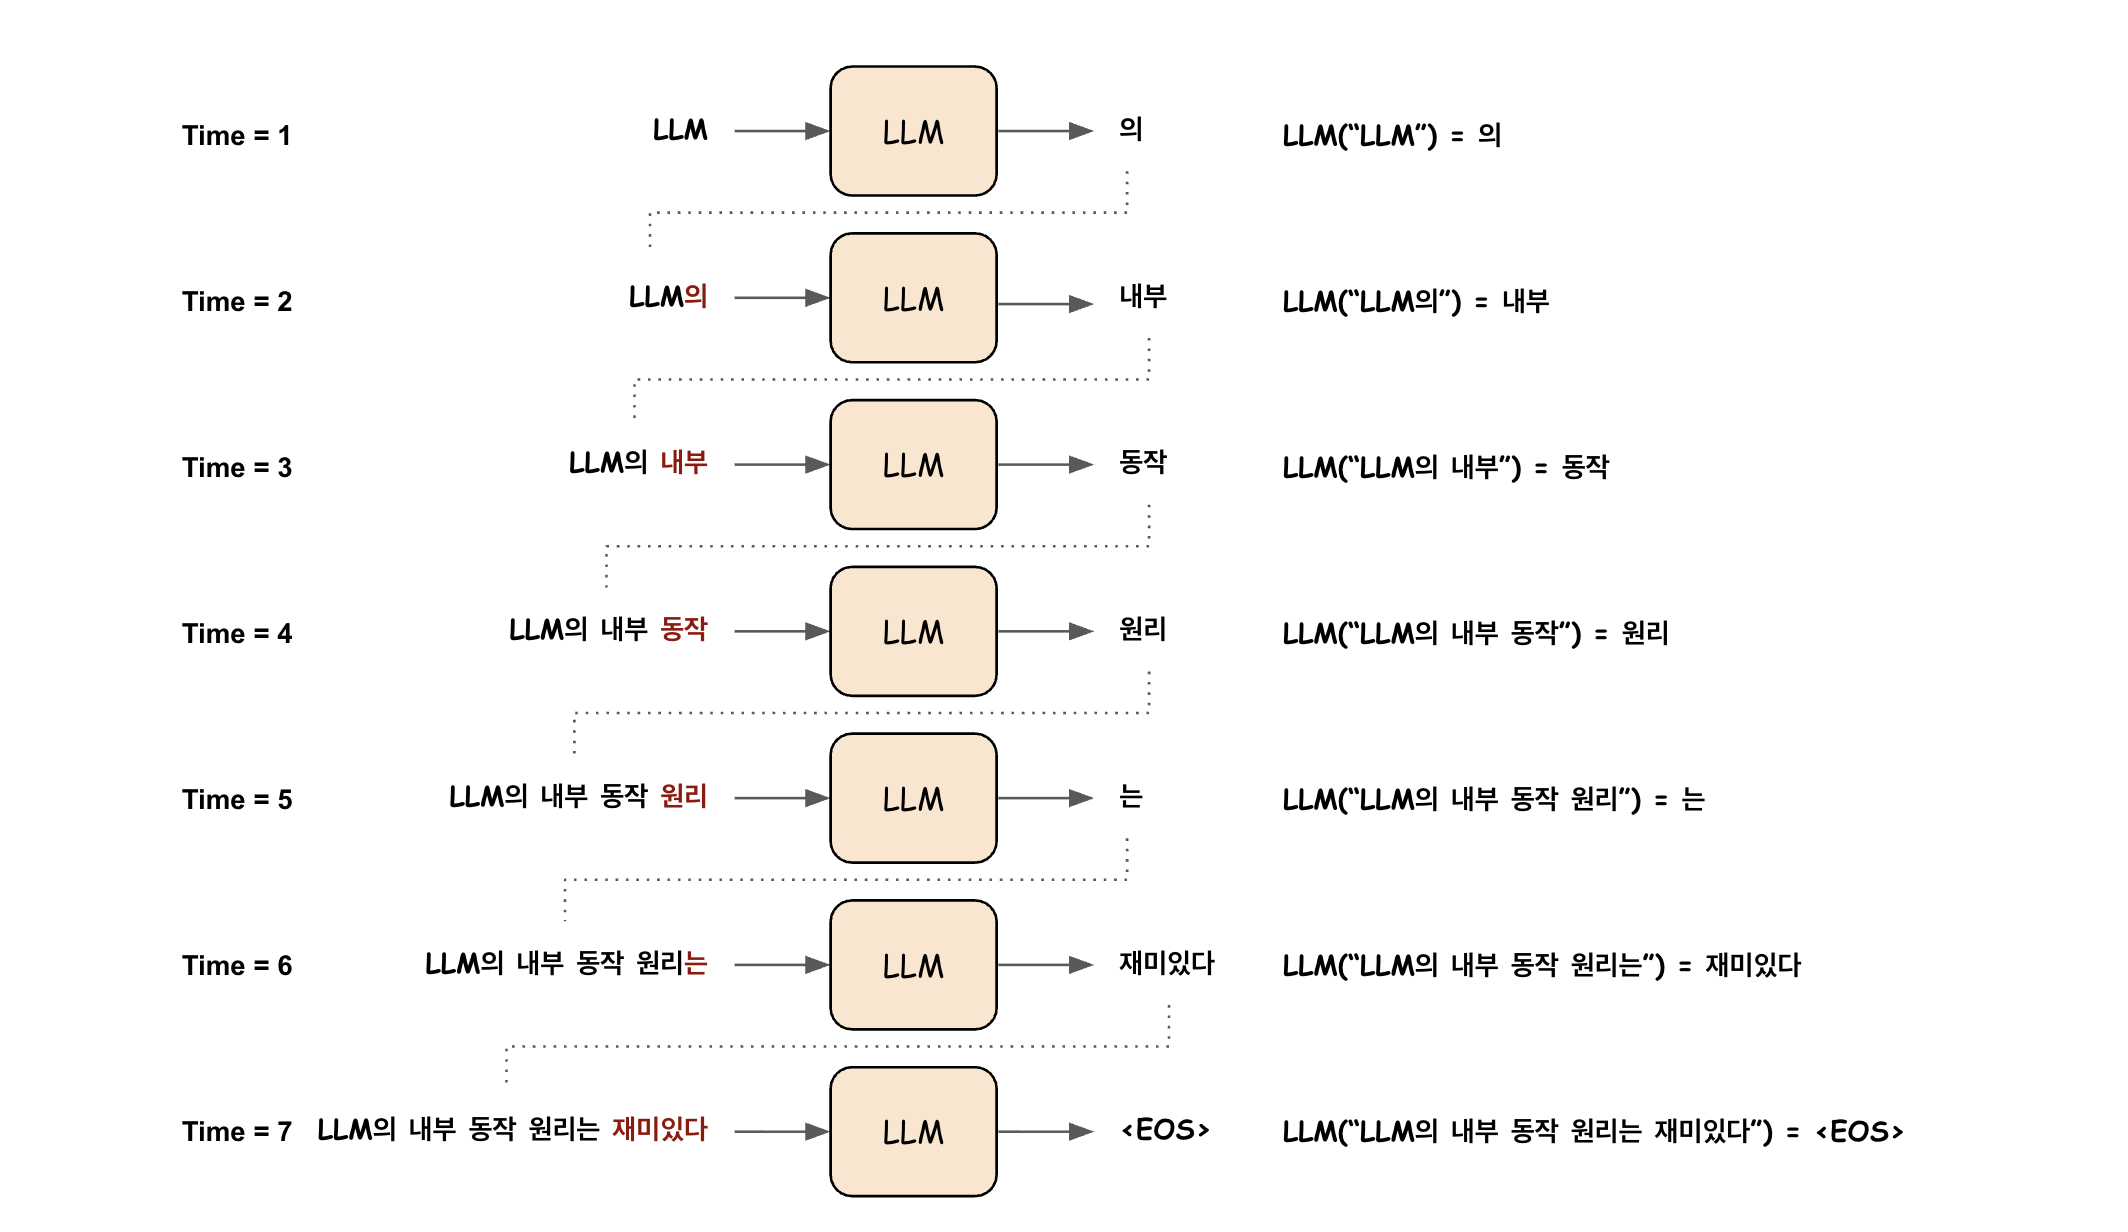 Time = 1 LLM LLM 의 LLM(“LLM”) = 의
Time = 2 LLM의 LLM 내부 LLM(“LLM의”) = 내부
Time = 3 LLM의 내부 LLM 동작 LLM(“LLM의 내부”) = 동작
Time = 4 LLM의 내부 동작 LLM 원리 LLM(“LLM의 내부 동작”) = 원리
Time = 5 LLM의 내부 동작 원리 LLM 는 LLM(“LLM의 내부 동작 원리”) = 는
Time = 6 LLM의 내부 동작 원리는 LLM 재미있다 LLM(“LLM의 내부 동작 원리는”) = 재미있다
Time = 7 LLM의 내부 동작 원리는 재미있다 LLM <EOS> LLM(“LLM의 내부 동작 원리는 재미있다”) = <EOS>